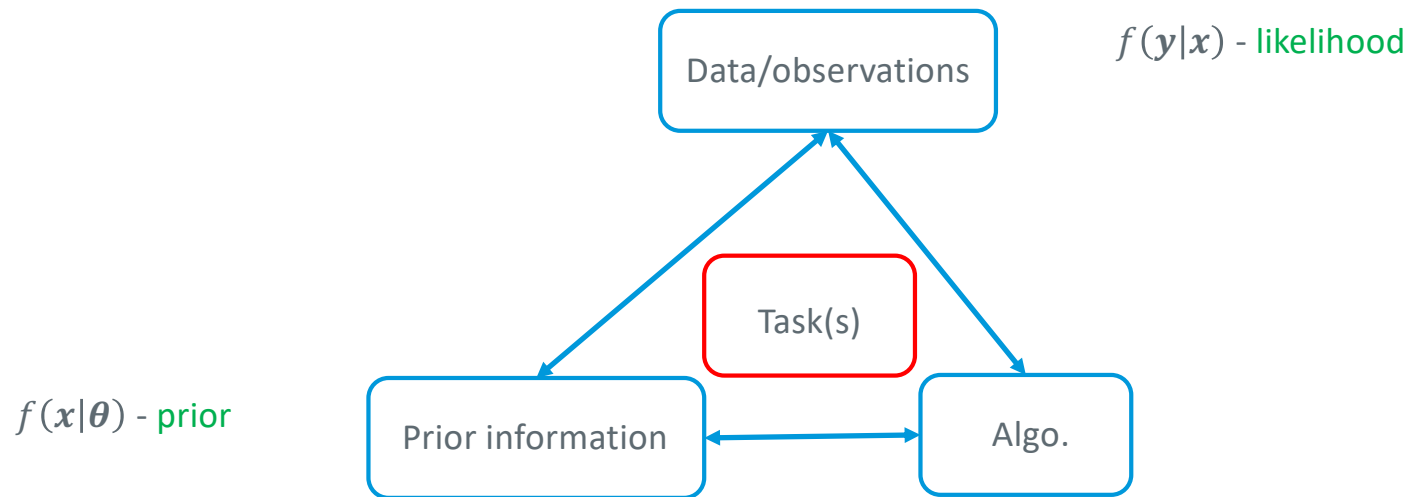 f(y|x) - likelihood
Data/observations
Task(s)
f(x|θ) - prior
Prior information
Algo.